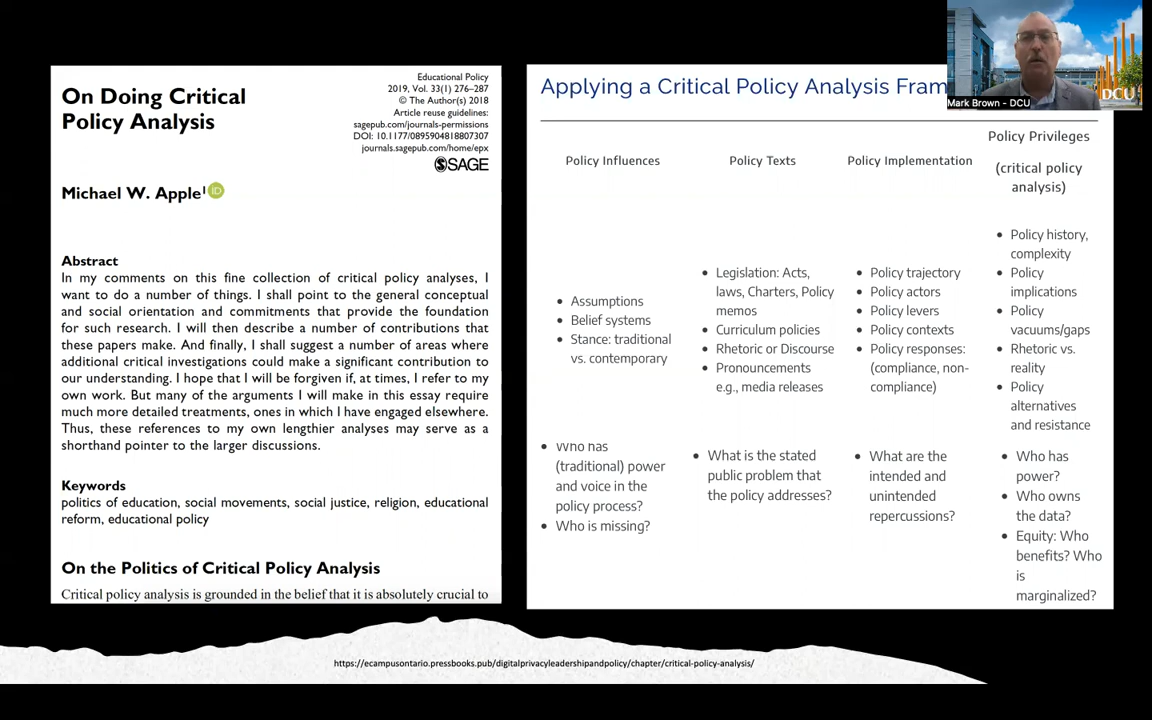 On Doing Critical
Policy Analysis
Educational Policy
2019, Vol. 33(1) 276–287
© The Author(s) 2018
Article reuse guidelines:
sagepub.com/journals-permissions
DOI: 10.1177/0895904818807307
journals.sagepub.com/home/epx
SAGE
Michael W. Apple¹ iD
Abstract
In my comments on this fine collection of critical policy analyses, I
want to do a number of things. I shall point to the general conceptual
and social orientation and commitments that provide the foundation
for such research. I will then describe a number of contributions that
these papers make. And finally, I shall suggest a number of areas where
additional critical investigations could make a significant contribution to
our understanding. I hope that I will be forgiven if, at times, I refer to my
own work. But many of the arguments I will make in this essay require
much more detailed treatments, ones in which I have engaged elsewhere.
Thus, these references to my own lengthier analyses may serve as a
shorthand pointer to the larger discussions.
Keywords
politics of education, social movements, social justice, religion, educational
reform, educational policy
On the Politics of Critical Policy Analysis
Critical policy analysis is grounded in the belief that it is absolutely crucial to
Applying a Critical Policy Analysis Fram
Policy Influences
• Assumptions
• Belief systems
• Stance: traditional
vs. contemporary
• Who has
(traditional) power
and voice in the
policy process?
• Who is missing?
Policy Texts
• Legislation: Acts,
laws, Charters, Policy
memos
• Curriculum policies
• Rhetoric or Discourse
• Pronouncements
e.g., media releases
• What is the stated
public problem that
the policy addresses?
Policy Implementation
• Policy trajectory
• Policy actors
• Policy levers
• Policy contexts
• Policy responses:
(compliance, non-
compliance)
• What are the
intended and
unintended
repercussions?
Policy Privileges
(critical policy
analysis)
• Policy history,
complexity
• Policy
implications
• Policy
vacuums/gaps
• Rhetoric vs.
reality
• Policy
alternatives
and resistance
• Who has
power?
• Who owns
the data?
• Equity: Who
benefits? Who
is
marginalized?
DCU
Mark Brown - DCU
https://ecampusontario.pressbooks.pub/digitalprivacyleadershipandpolicy/chapter/critical-policy-analysis/